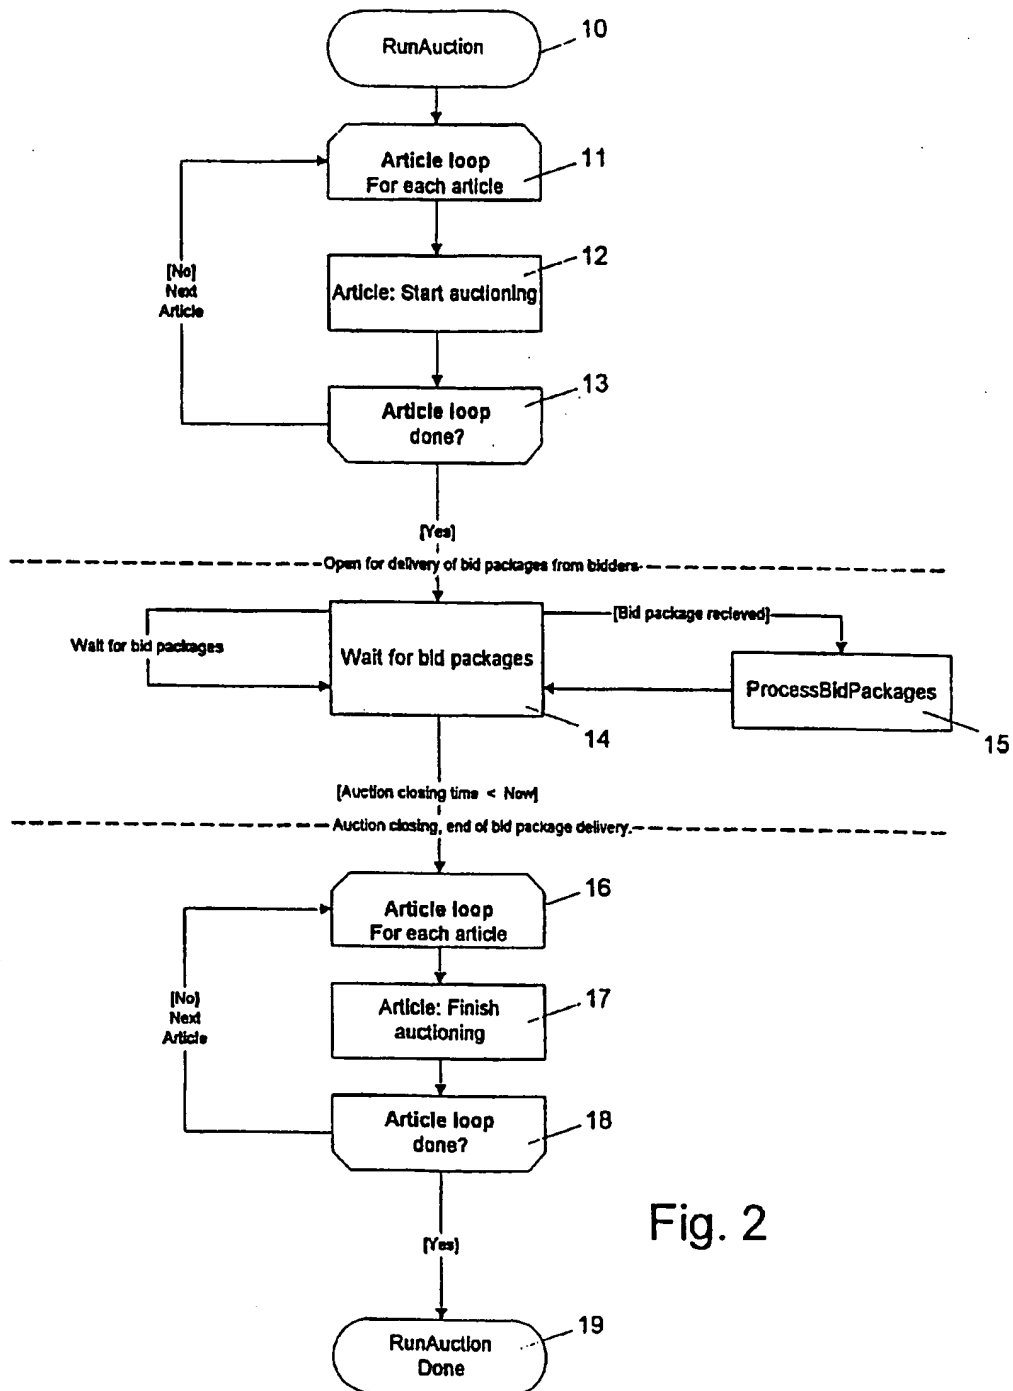 RunAuction
10
Article loop
For each article
11
12
Article: Start auctioning
[No]
Next
Article
13
Article loop
done?
[Yes]
Open for delivery of bid packages from bidders
[Bid package recieved]
Wait for bid packages
Wait for bid packages
ProcessBidPackages
14
15
[Auction closing time < Now]
Auction closing, end of bid package delivery.
16
Article loop
For each article
17
Article: Finish
auctioning
[No]
Next
Article
Article loop
done?
18
Fig. 2
[Yes]
19
RunAuction
Done